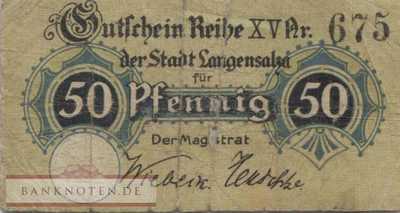 Gutschein Reihe XV Nr. 675
der Stadt Langensalza
für
50 Pfennig 50
Der Magistrat
BANKNOTEN.DE